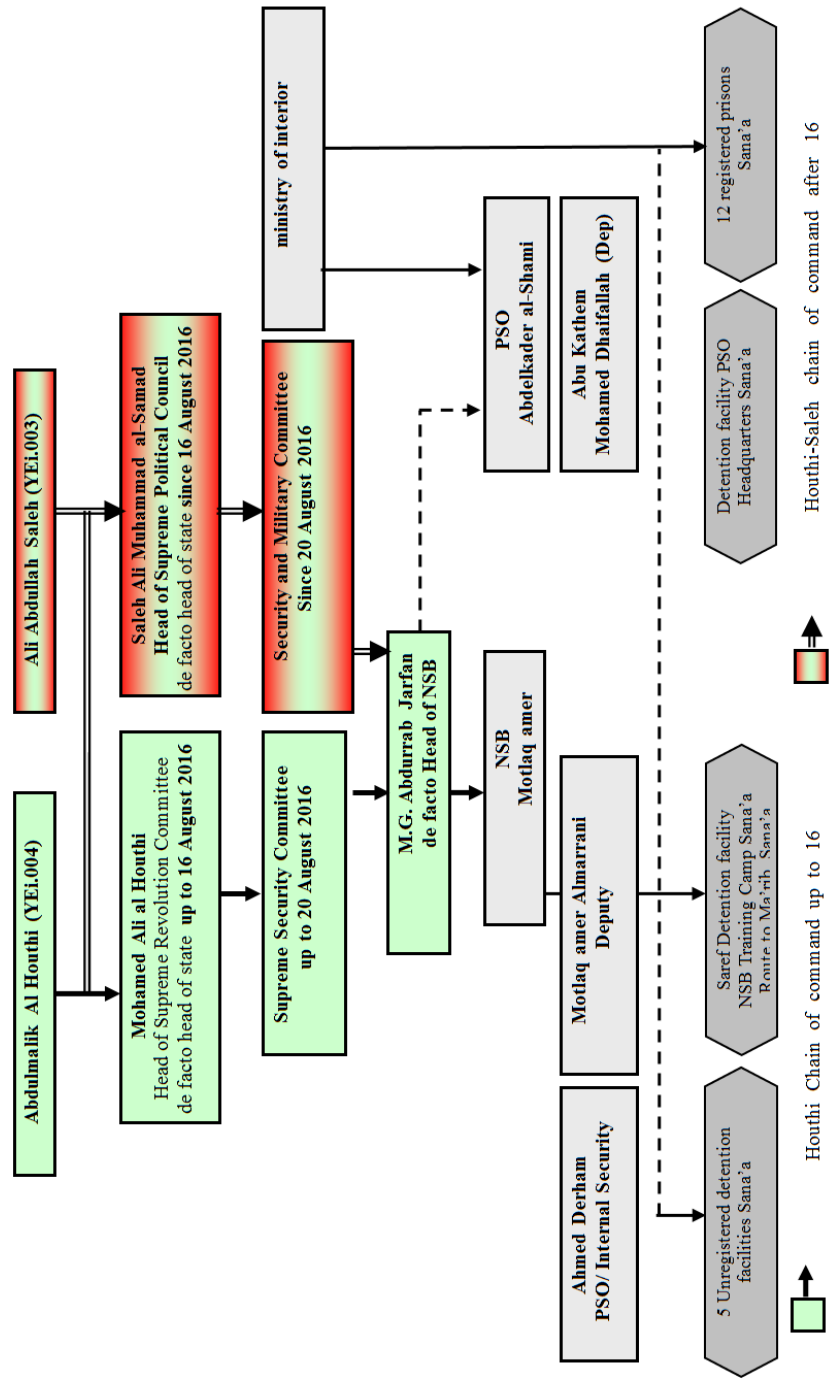 Abdulmalik Al Houthi (YEi.004)
Ali Abdullah Saleh (YEi.003)
Mohamed Ali al Houthi
Head of Supreme Revolution Committee
de facto head of state up to 16 August 2016
Saleh Ali Muhammad al-Samad
Head of Supreme Political Council
de facto head of state since 16 August 2016
Supreme Security Committee
up to 20 August 2016
Security and Military Committee
Since 20 August 2016
ministry of interior
M.G. Abdurrab Jarfan
de facto Head of NSB
NSB
Motlaq amer
PSO
Abdelkader al-Shami
Ahmed Derham
PSO/ Internal Security
Motlaq amer Almarrani
Deputy
Abu Kathem
Mohamed Dhaifallah (Dep)
5 Unregistered detention
facilities Sana’a
Saref Detention facility
NSB Training Camp Sana’a
Route to Ma’rib Sana’a
Detention facility PSO
Headquarters Sana’a
12 registered prisons
Sana’a
Houthi Chain of command up to 16
Houthi-Saleh chain of command after 16